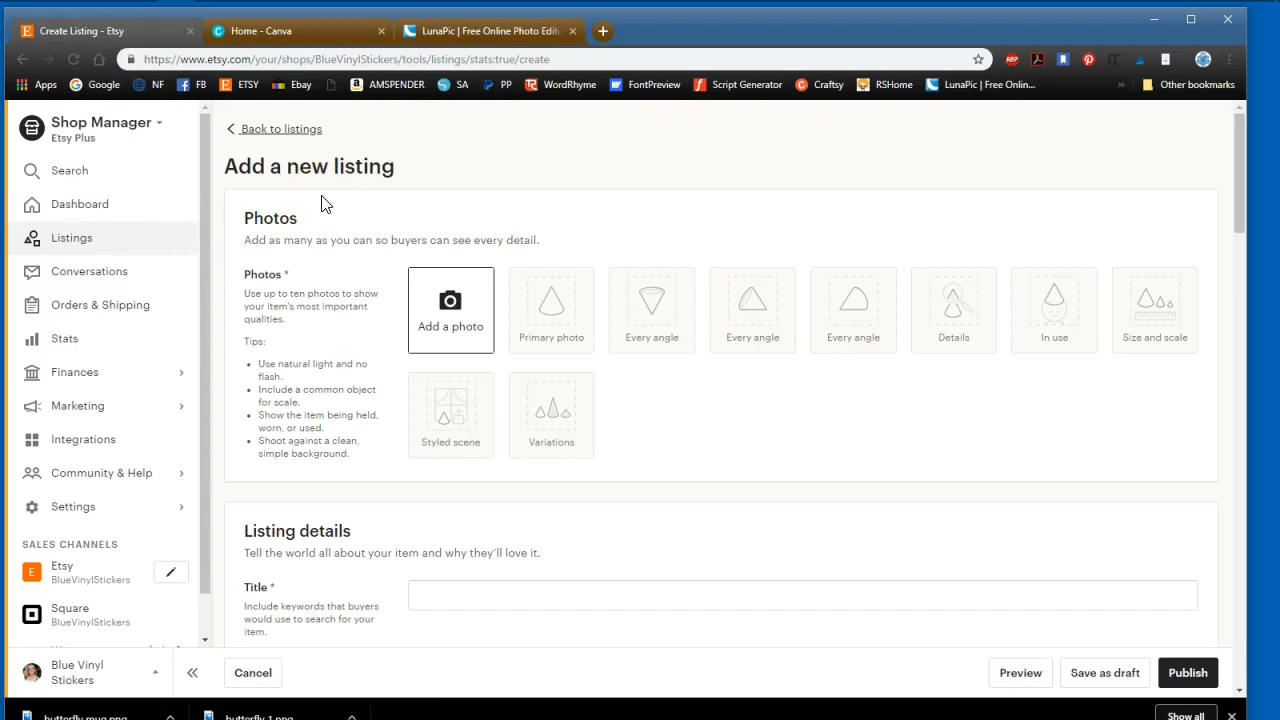 Create Listing - Etsy
Home - Canva
LunaPic | Free Online Photo Edit
https://www.etsy.com/your/shops/BlueVinylStickers/tools/listings/stats:true/create
Apps
Google
NF
FB
ETSY
Ebay
AMSPENDER
SA
PP
WordRhyme
FontPreview
Script Generator
Craftsy
RSHome
LunaPic | Free Onlin...
»
Other bookmarks
Shop Manager
Etsy Plus
Search
Dashboard
Listings
Conversations
Orders & Shipping
Stats
Finances
Marketing
Integrations
Community & Help
Settings
SALES CHANNELS
E
Etsy
BlueVinylStickers
Square
BlueVinylStickers
Blue Vinyl
Stickers
Back to listings
Add a new listing
Photos
Add as many as you can so buyers can see every detail.
Photos *
Use up to ten photos to show
your item's most important
qualities.
Tips:
• Use natural light and no
flash.
• Include a common object
for scale.
• Show the item being held,
worn, or used.
• Shoot against a clean,
simple background.
Add a photo
Primary photo
Every angle
Every angle
Every angle
Details
In use
Size and scale
Styled scene
Variations
Listing details
Tell the world all about your item and why they'll love it.
Title *
Include keywords that buyers
would use to search for your
item.
Cancel
Preview
Save as draft
Publish
butterfly mug.png
butterfly 1.png
Show all